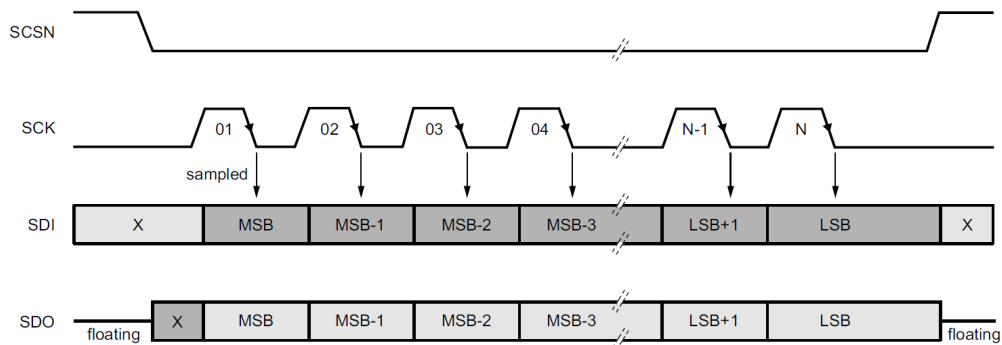 SCSN
SCK 01 02 03 04 N-1 N
sampled
SDI X MSB MSB-1 MSB-2 MSB-3 LSB+1 LSB X
SDO X MSB MSB-1 MSB-2 MSB-3 LSB+1 LSB
floating floating